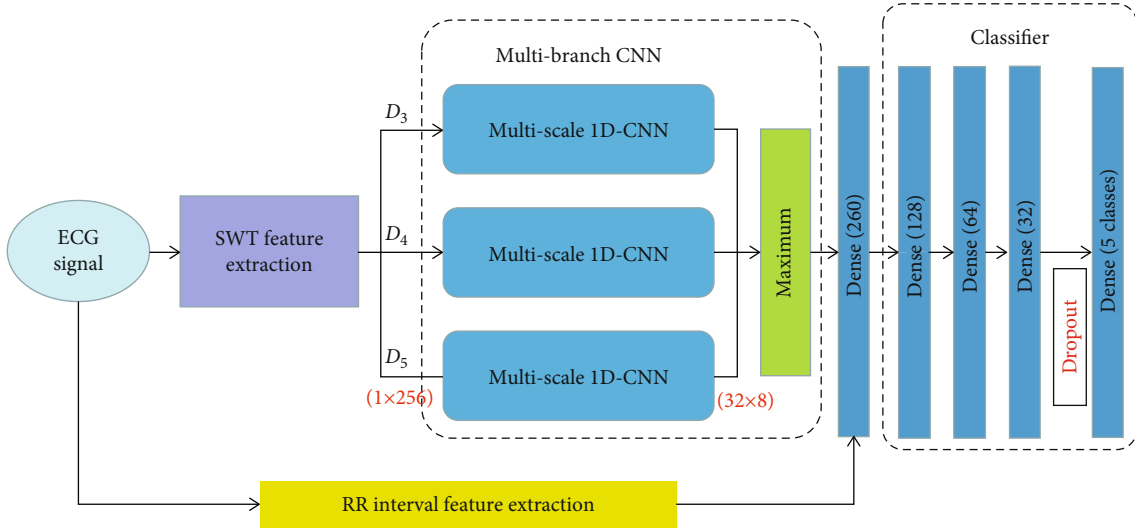 Multi-branch CNN
Classifier
ECG
signal
SWT feature
extraction
D3
D4
D5
(1×256)
Multi-scale 1D-CNN
Multi-scale 1D-CNN
Multi-scale 1D-CNN
(32×8)
Maximum
Dense (260)
Dense (128)
Dense (64)
Dense (32)
Dropout
Dense (5 classes)
RR interval feature extraction